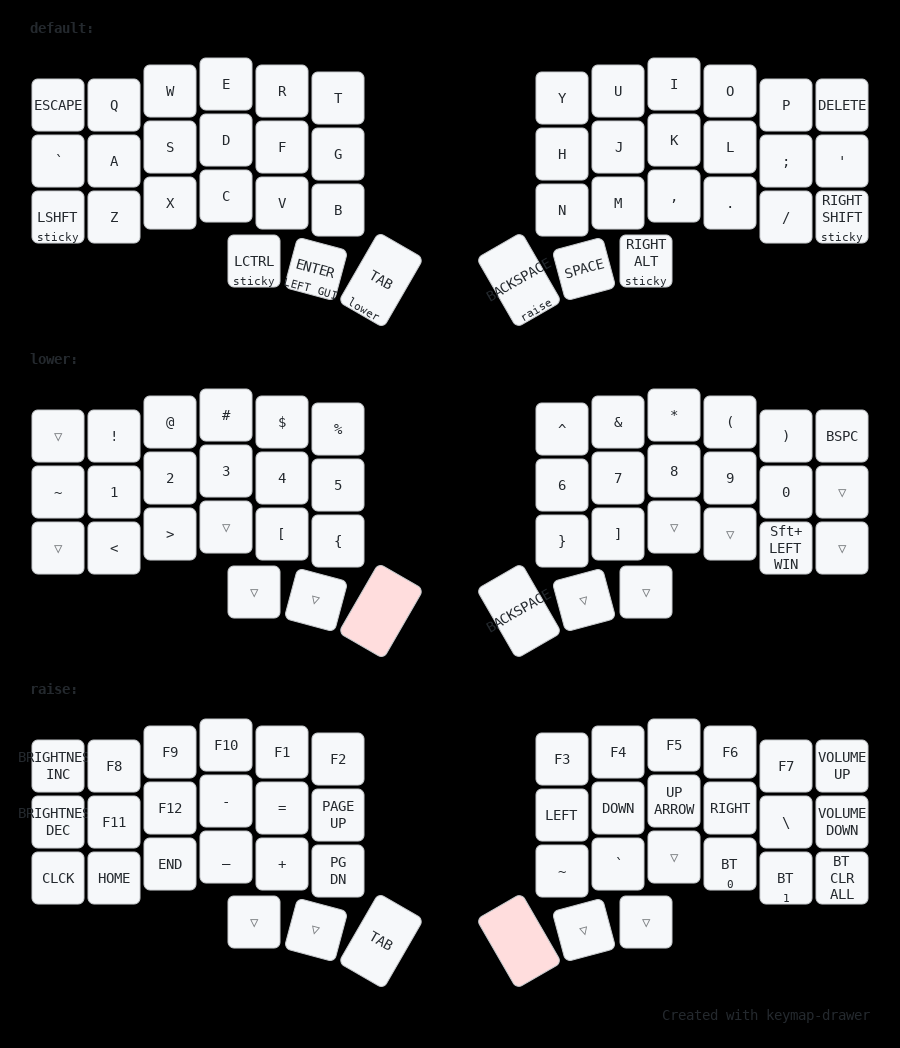 default:
ESCAPE Q W E R T Y U I O P DELETE
` A S D F G H J K L ; '
LSHFT sticky Z X C V B N M , . / RIGHT SHIFT sticky
LCTRL sticky ENTER LEFT GUI TAB lower BACKSPACE raise SPACE RIGHT ALT sticky
lower:
▽ ! @ # $ % ^ & * ( ) BSPC
~ 1 2 3 4 5 6 7 8 9 0 ▽
▽ < > ▽ [ { } ] ▽ ▽ Sft+ LEFT WIN ▽
▽ ▽ BACKSPACE ▽ ▽
raise:
BRIGHTNES INC F8 F9 F10 F1 F2 F3 F4 F5 F6 F7 VOLUME UP
BRIGHTNES DEC F11 F12 - = PAGE UP LEFT DOWN UP ARROW RIGHT \ VOLUME DOWN
CLCK HOME END _ + PG DN ~ ` ▽ BT 0 BT 1 BT CLR ALL
▽ ▽ TAB ▽ ▽
Created with keymap-drawer